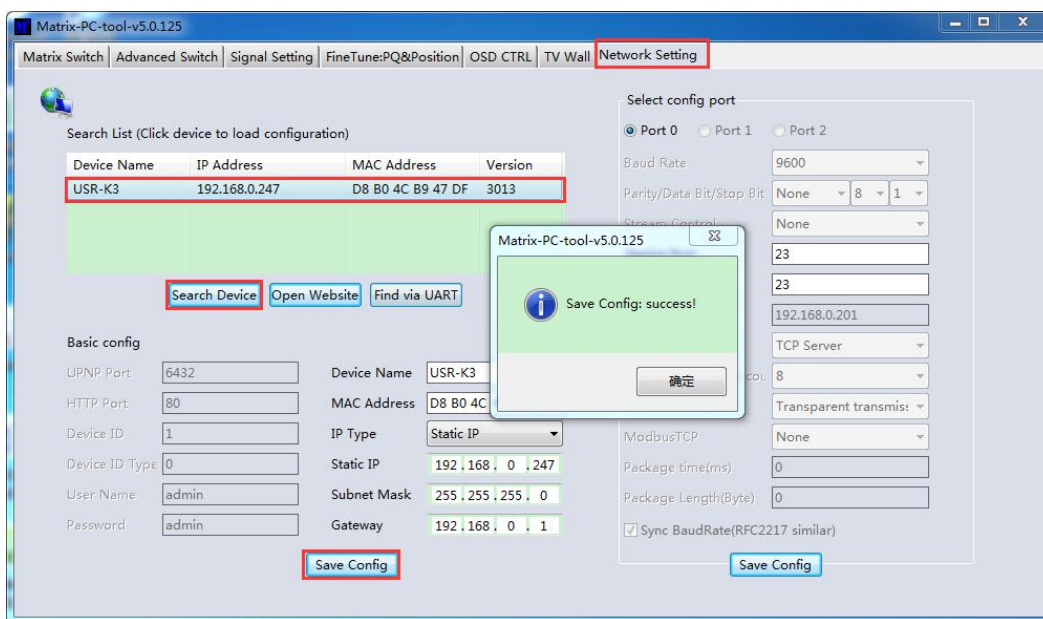 Matrix-PC-tool-v5.0.125
Matrix Switch Advanced Switch Signal Setting FineTune:PQ&Position OSD CTRL TV Wall Network Setting
Search List (Click device to load configuration)
Device Name IP Address MAC Address Version
USR-K3 192.168.0.247 D8 B0 4C B9 47 DF 3013
Search Device Open Website Find via UART
Basic config
UPNP Port 6432
HTTP Port 80
Device ID 1
Device ID Type 0
User Name admin
Password admin
Device Name USR-K3
MAC Address D8 B0 4C
IP Type Static IP
Static IP 192 . 168 . 0 . 247
Subnet Mask 255 . 255 . 255 . 0
Gateway 192 . 168 . 0 . 1
Save Config
Matrix-PC-tool-v5.0.125
Save Config: success!
确定
Select config port
Port 0 Port 1 Port 2
Baud Rate 9600
Parity/Data Bit/Stop Bit None 8 1
Stream Control None
23
23
192.168.0.201
TCP Server
8
Transparent
ModbusTCP None
Package time(ms) 0
Package Length(Byte) 0
Sync BaudRate(RFC2217 similar)
Save Config